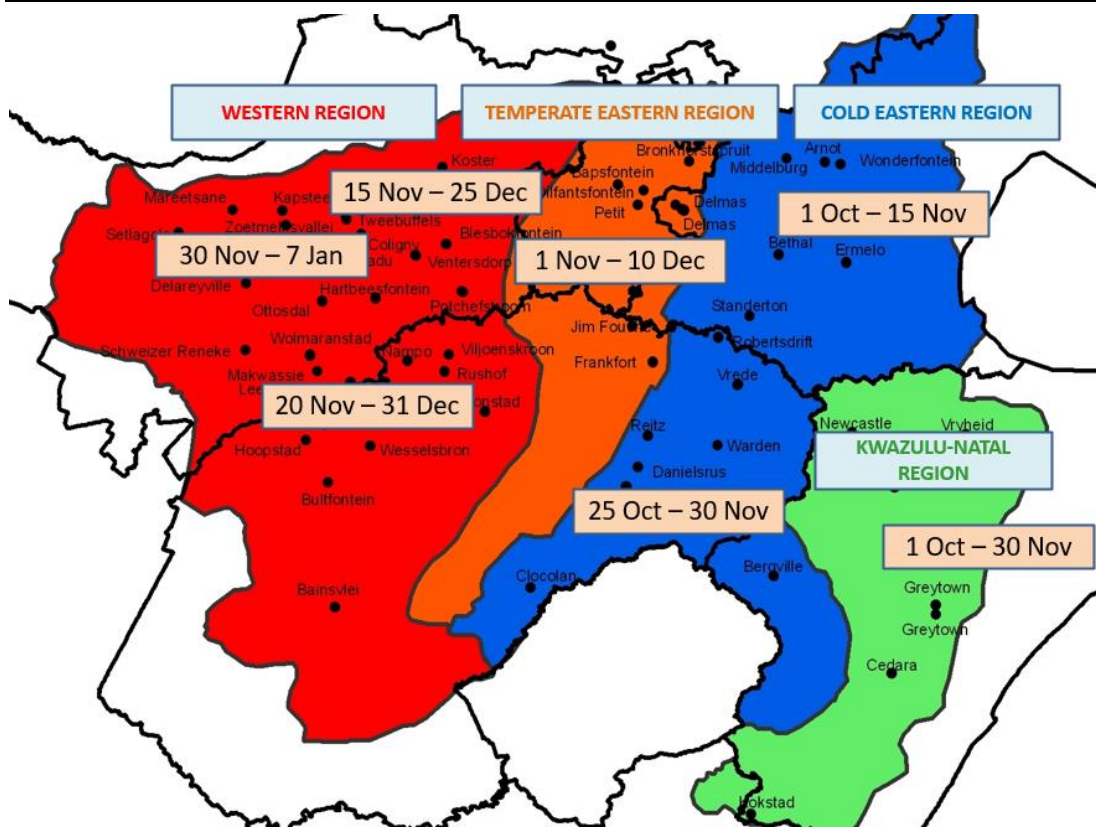 WESTERN REGION
TEMPERATE EASTERN REGION
COLD EASTERN REGION
Koster
Bronkhorstspruit
Arnot
Middelburg
Wonderfontein
Bapsfontein
15 Nov – 25 Dec
Mareetsane
Petit
Delmas
Delmas
1 Oct – 15 Nov
Tweebuffels
Blesbokfontein
Coligny
Ventersdorp
30 Nov – 7 Jan
1 Nov – 10 Dec
Bethal
Ermelo
Delareyville
Hartbeesfontein
Potchefstroom
Ottosdal
Standerton
Wolmaranstad
Robertsdrift
Schweizer Reneke
Nampo
Viljoenskroon
Frankfort
Makwassie
Rushof
Vrede
20 Nov – 31 Dec
Newcastle
Vryheid
Reitz
Hoopstad
Wesselsbron
Warden
KWAZULU-NATAL
REGION
Danielsrus
Bultfontein
25 Oct – 30 Nov
1 Oct – 30 Nov
Clocolan
Bergville
Bainsvlei
Greytown
Greytown
Cedara
Kokstad